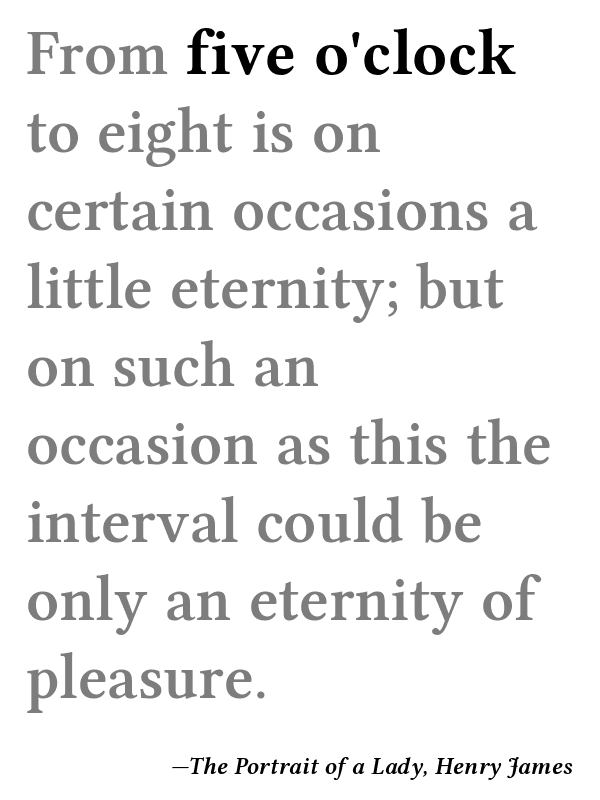 From five o'clock
to eight is on
certain occasions a
little eternity; but
on such an
occasion as this the
interval could be
only an eternity of
pleasure.
—The Portrait of a Lady, Henry James